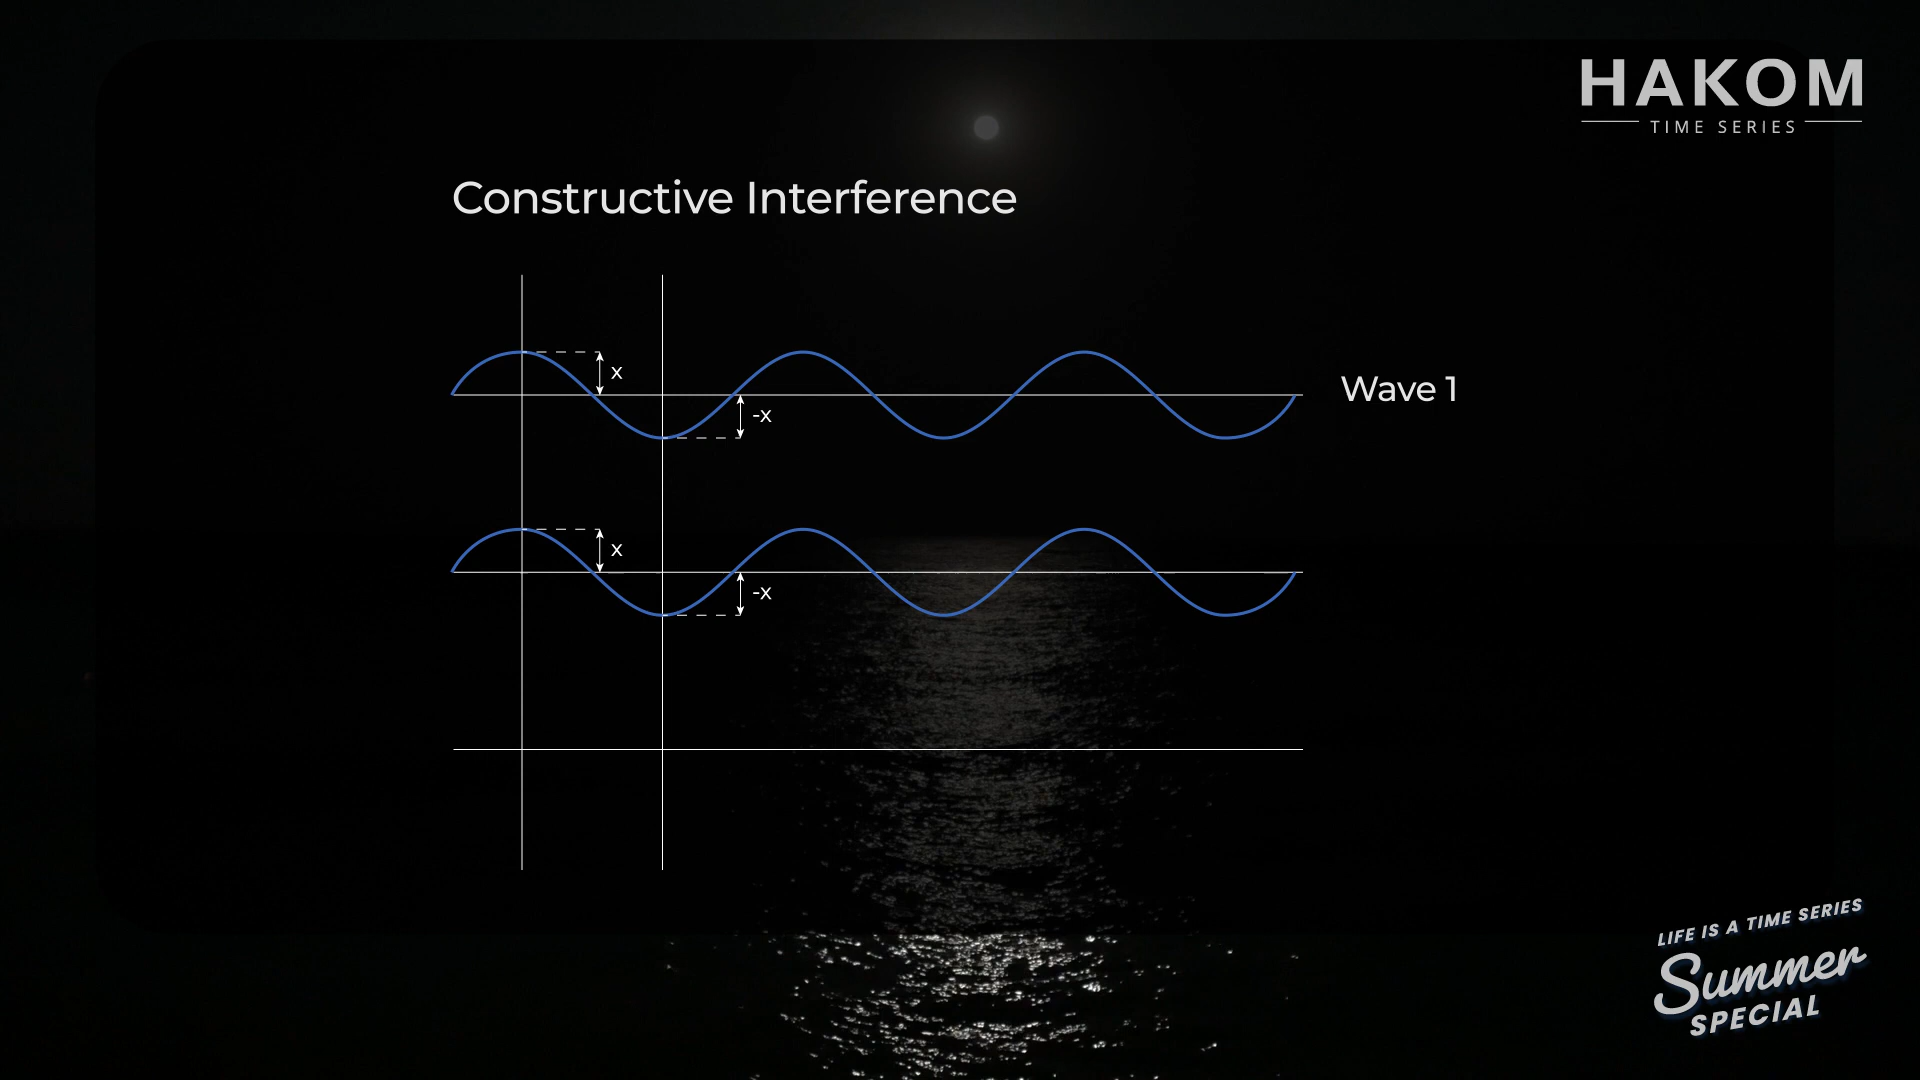 HAKOM
TIME SERIES
Constructive Interference
x
-x
Wave 1
x
-x
LIFE IS A TIME SERIES
Summer
SPECIAL